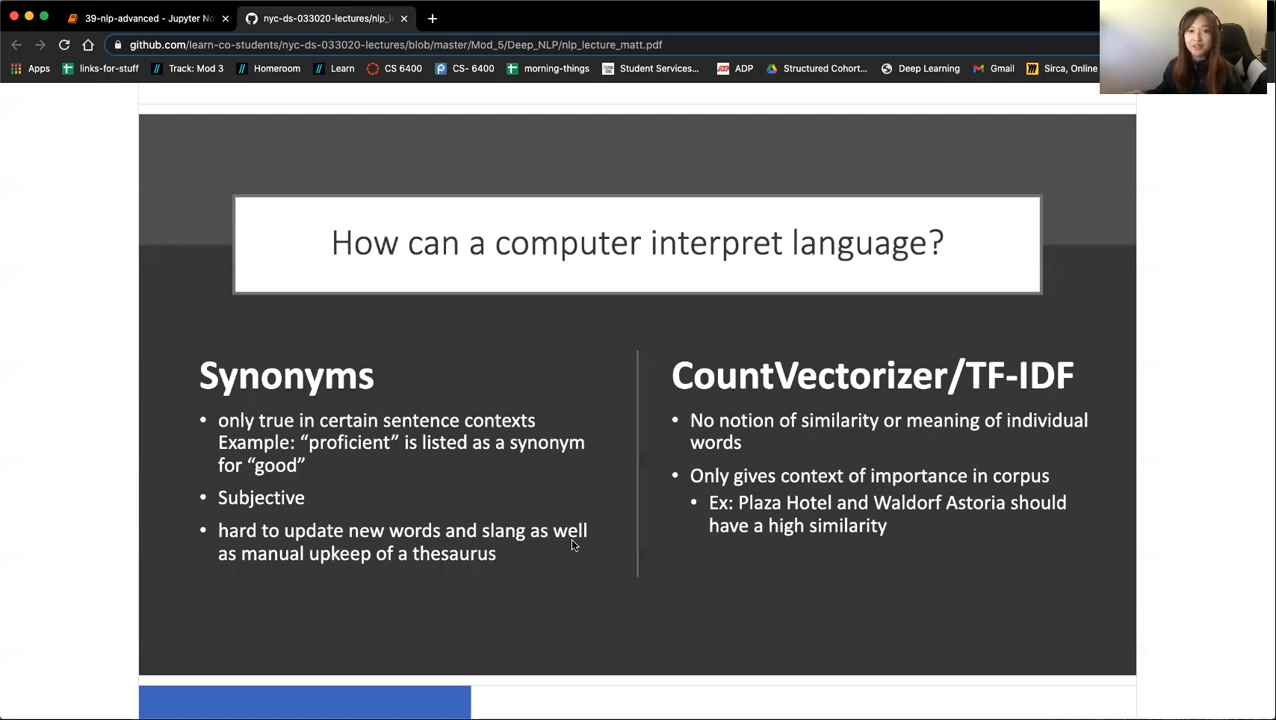 39-nlp-advanced - Jupyter No
nyc-ds-033020-lectures/nlp_l
github.com/learn-co-students/nyc-ds-033020-lectures/blob/master/Mod_5/Deep_NLP/nlp_lecture_matt.pdf
Apps links-for-stuff Track: Mod 3 Homeroom Learn CS 6400 CS- 6400 morning-things Student Services... ADP Structured Cohort... Deep Learning Gmail Sirca, Online
How can a computer interpret language?
Synonyms
• only true in certain sentence contexts
Example: “proficient” is listed as a synonym
for “good”
• Subjective
• hard to update new words and slang as well
as manual upkeep of a thesaurus
CountVectorizer/TF-IDF
• No notion of similarity or meaning of individual
words
• Only gives context of importance in corpus
• Ex: Plaza Hotel and Waldorf Astoria should
have a high similarity